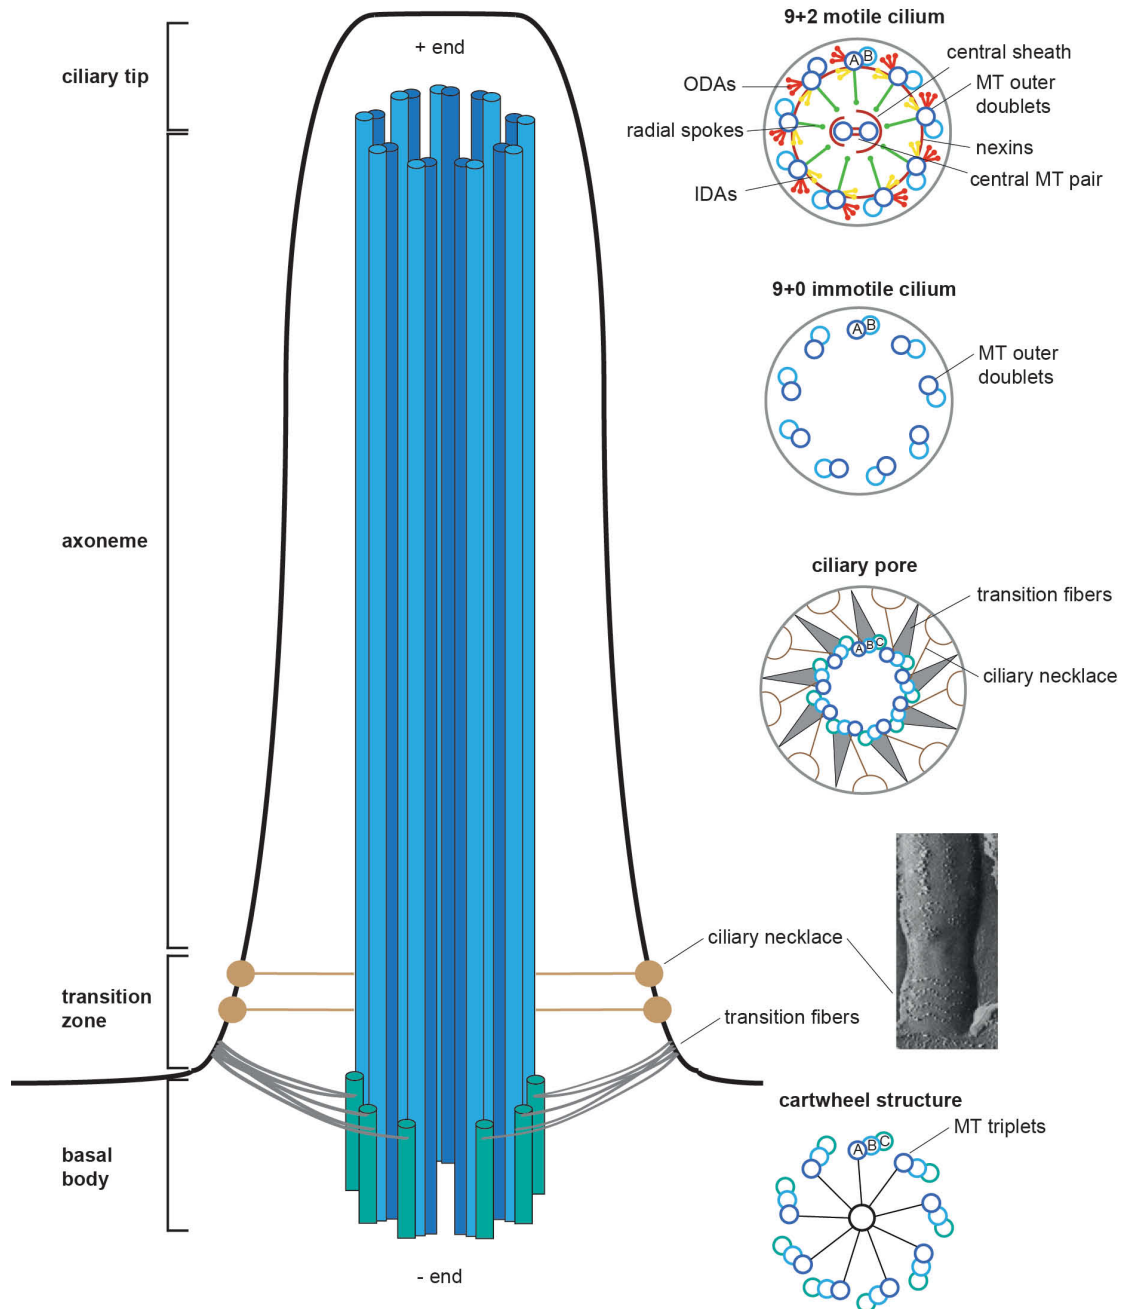 9+2 motile cilium
+ end
ciliary tip
central sheath
A B
ODAs
MT outer
doublets
radial spokes
nexins
central MT pair
IDAs
9+0 immotile cilium
A B
MT outer
doublets
axoneme
ciliary pore
transition fibers
A B C
ciliary necklace
ciliary necklace
transition
zone
transition fibers
cartwheel structure
MT triplets
A B C
basal
body
- end